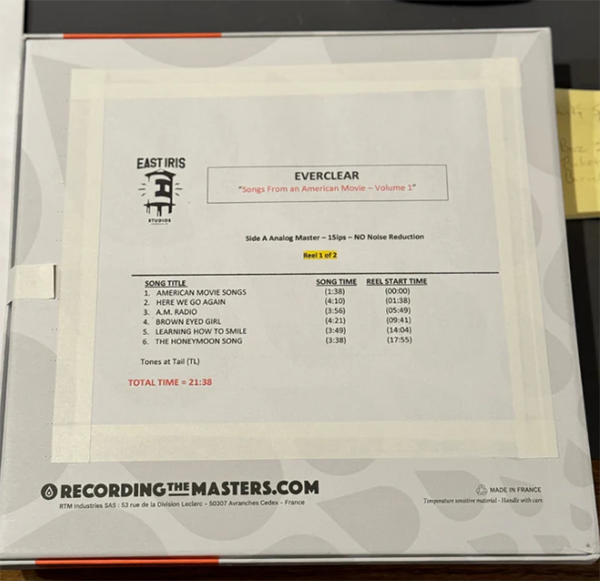 EAST IRIS
STUDIOS
EVERCLEAR
"Songs From an American Movie – Volume 1"
Side A Analog Master – 15ips – NO Noise Reduction
Reel 1 of 2
SONG TITLE SONG TIME REEL START TIME
1. AMERICAN MOVIE SONGS (1:38) (00:00)
2. HERE WE GO AGAIN (4:10) (01:38)
3. A.M. RADIO (3:56) (05:49)
4. BROWN EYED GIRL (4:21) (09:41)
5. LEARNING HOW TO SMILE (3:49) (14:04)
6. THE HONEYMOON SONG (3:38) (17:55)
Tones at Tail (TL)
TOTAL TIME = 21:38
RECORDING THE MASTERS.COM
RTM Industries SAS : 53 rue de la Division Leclerc - 50307 Avranches Cedex - France
MADE IN FRANCE
Temperature sensitive material - Handle with care